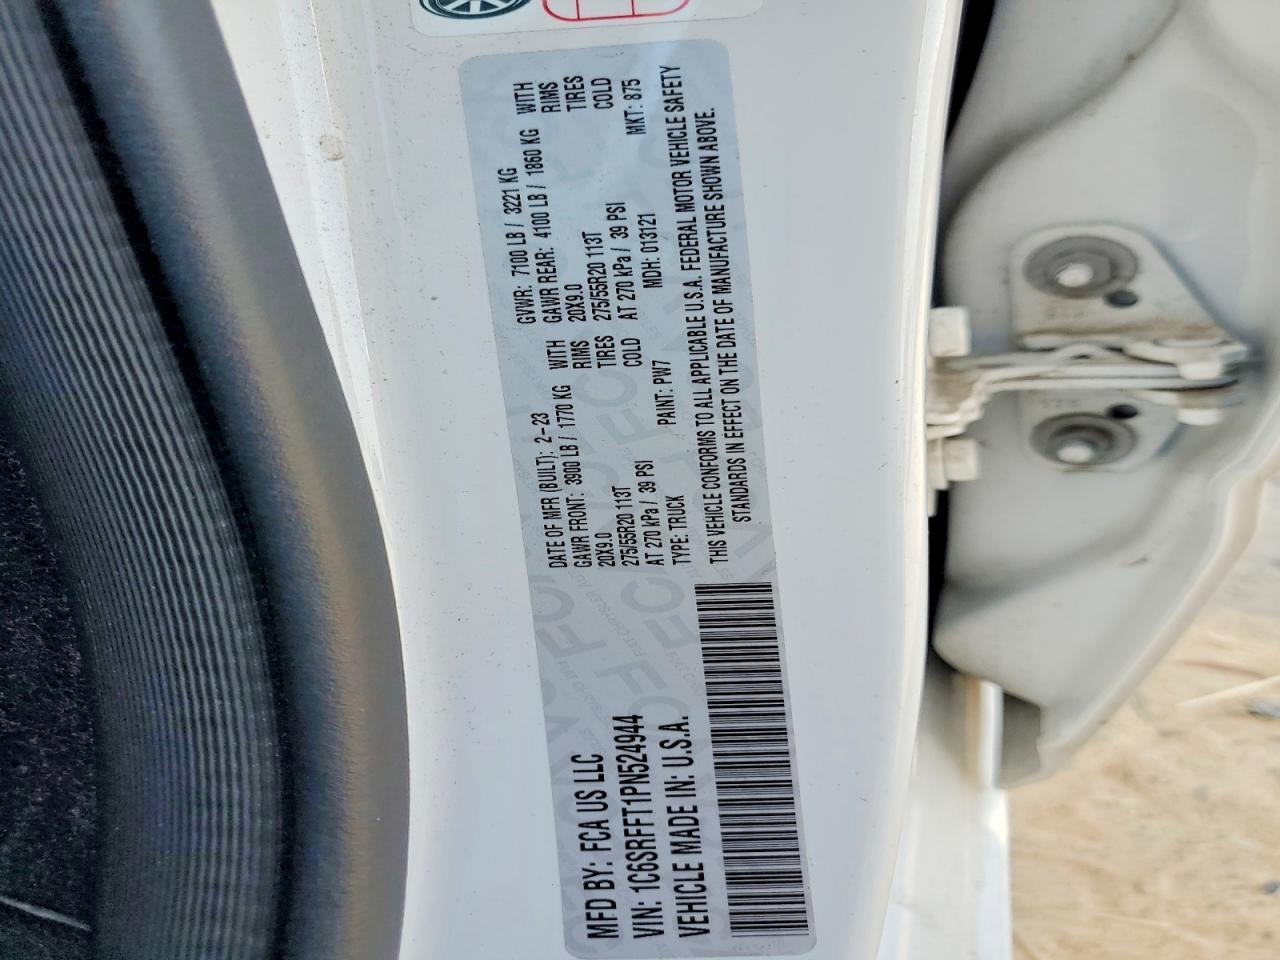 MFD BY: FCA US LLC
VIN: 1C6SRFFT1PN524944
VEHICLE MADE IN: U.S.A.
DATE OF MFR (BUILT): 2-23 GVWR: 7100 LB / 3221 KG
GAWR FRONT: 3900 LB / 1770 KG WITH GAWR REAR: 4100 LB / 1860 KG WITH
20X9.0 RIMS 20X9.0 RIMS
275/55R20 113T TIRES 275/55R20 113T TIRES
AT 270 kPa / 39 PSI COLD AT 270 kPa / 39 PSI COLD
TYPE: TRUCK PAINT: PW7 MDH: 013121 MKT: 875
THIS VEHICLE CONFORMS TO ALL APPLICABLE U.S.A. FEDERAL MOTOR VEHICLE SAFETY
STANDARDS IN EFFECT ON THE DATE OF MANUFACTURE SHOWN ABOVE.